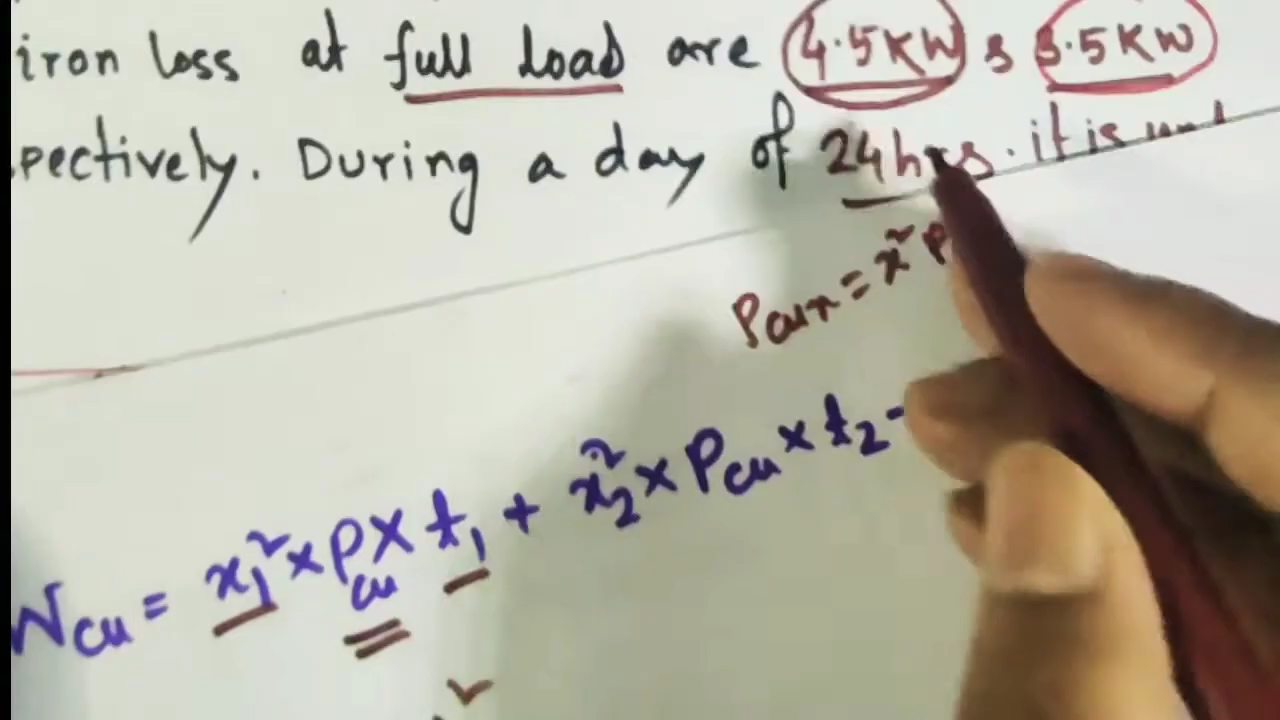 iron loss at full load are 4.5KW & 3.5KW
pectively. During a day of 24hrs. it is
Pcux = x² P
Wcu = x₁² × Pcu × t₁ + x₂² × Pcu × t₂ -